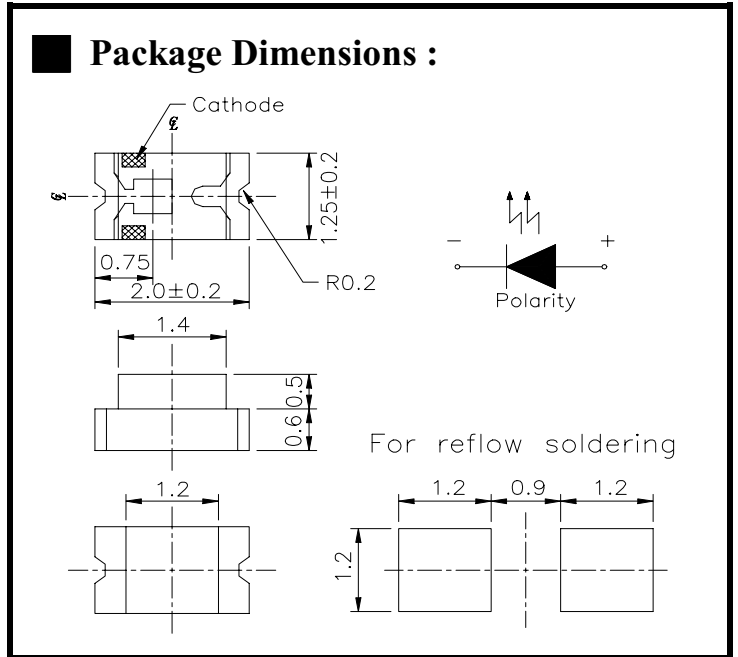 Package Dimensions :
Cathode
℄
℄
1.25±0.2
0.75
2.0±0.2
R0.2
− +
Polarity
1.4
0.5
0.6
For reflow soldering
1.2
1.2 0.9 1.2
1.2